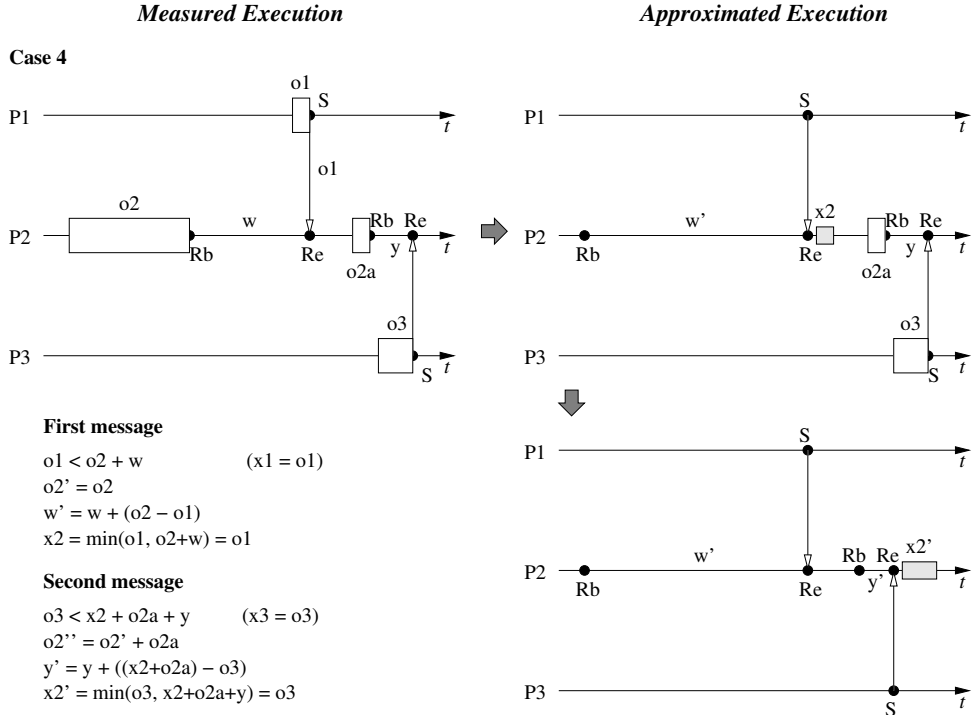 Measured Execution
Approximated Execution
Case 4
o1
S
P1
t
o1
o2
w
Rb
Re
P2
Rb
Re
y
t
o2a
o3
P3
S
t
S
P1
t
w'
x2
Rb
Re
P2
Rb
Re
y
t
o2a
o3
P3
S
t
First message
o1 < o2 + w (x1 = o1)
o2' = o2
w' = w + (o2 − o1)
x2 = min(o1, o2+w) = o1
Second message
o3 < x2 + o2a + y (x3 = o3)
o2'' = o2' + o2a
y' = y + ((x2+o2a) − o3)
x2' = min(o3, x2+o2a+y) = o3
S
P1
t
w'
Rb
Re
x2'
P2
Rb
Re
y'
t
P3
S
t